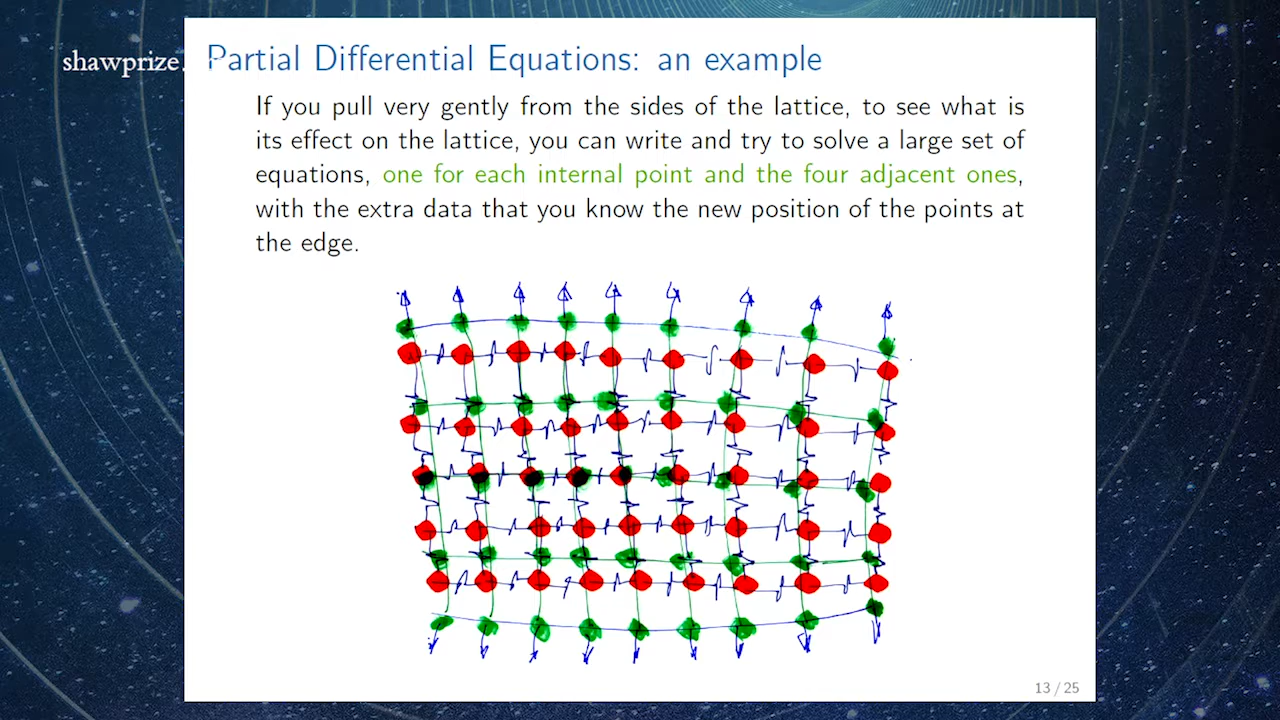 shawprize.
Partial Differential Equations: an example
If you pull very gently from the sides of the lattice, to see what is
its effect on the lattice, you can write and try to solve a large set of
equations, one for each internal point and the four adjacent ones,
with the extra data that you know the new position of the points at
the edge.
13 / 25